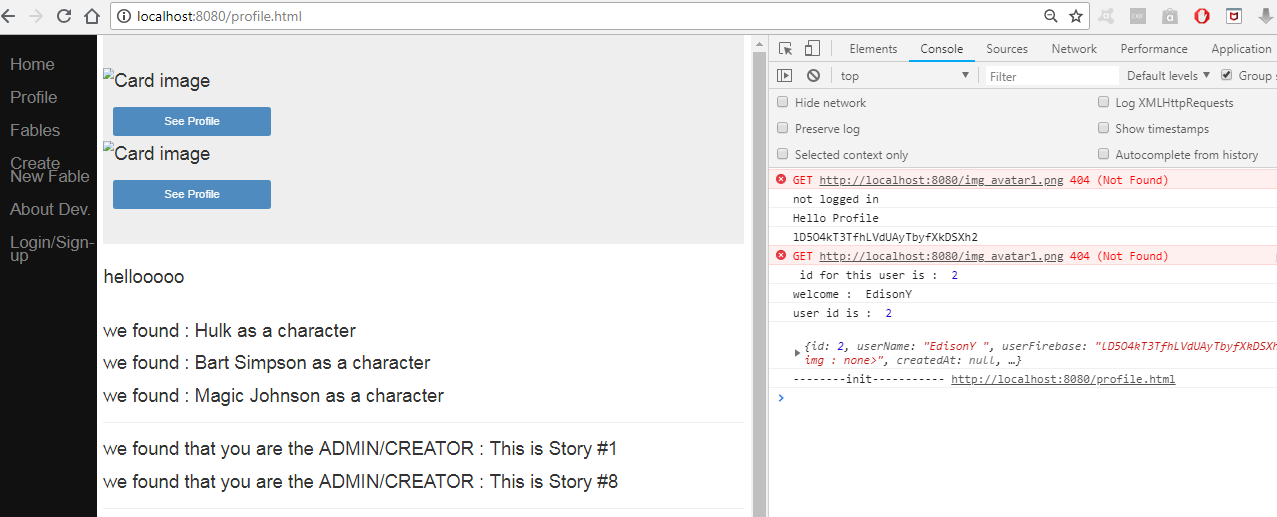 localhost:8080/profile.html
Home
Profile
Fables
Create
New Fable
About Dev.
Login/Sign-
up
Card image
See Profile
Card image
See Profile
hellooooo
we found : Hulk as a character
we found : Bart Simpson as a character
we found : Magic Johnson as a character
we found that you are the ADMIN/CREATOR : This is Story #1
we found that you are the ADMIN/CREATOR : This is Story #8
Elements Console Sources Network Performance Application
top Filter Default levels Group
Hide network Log XMLHttpRequests
Preserve log Show timestamps
Selected context only Autocomplete from history
GET http://localhost:8080/img_avatar1.png 404 (Not Found)
not logged in
Hello Profile
lD5O4kT3TfhLVdUAyTbyfXkDSXh2
GET http://localhost:8080/img_avatar1.png 404 (Not Found)
id for this user is : 2
welcome : EdisonY
user id is : 2
{id: 2, userName: "EdisonY ", userFirebase: "lD5O4kT3TfhLVdUAyTbyfXkDSXh
img : none>", createdAt: null, …}
--------init----------- http://localhost:8080/profile.html